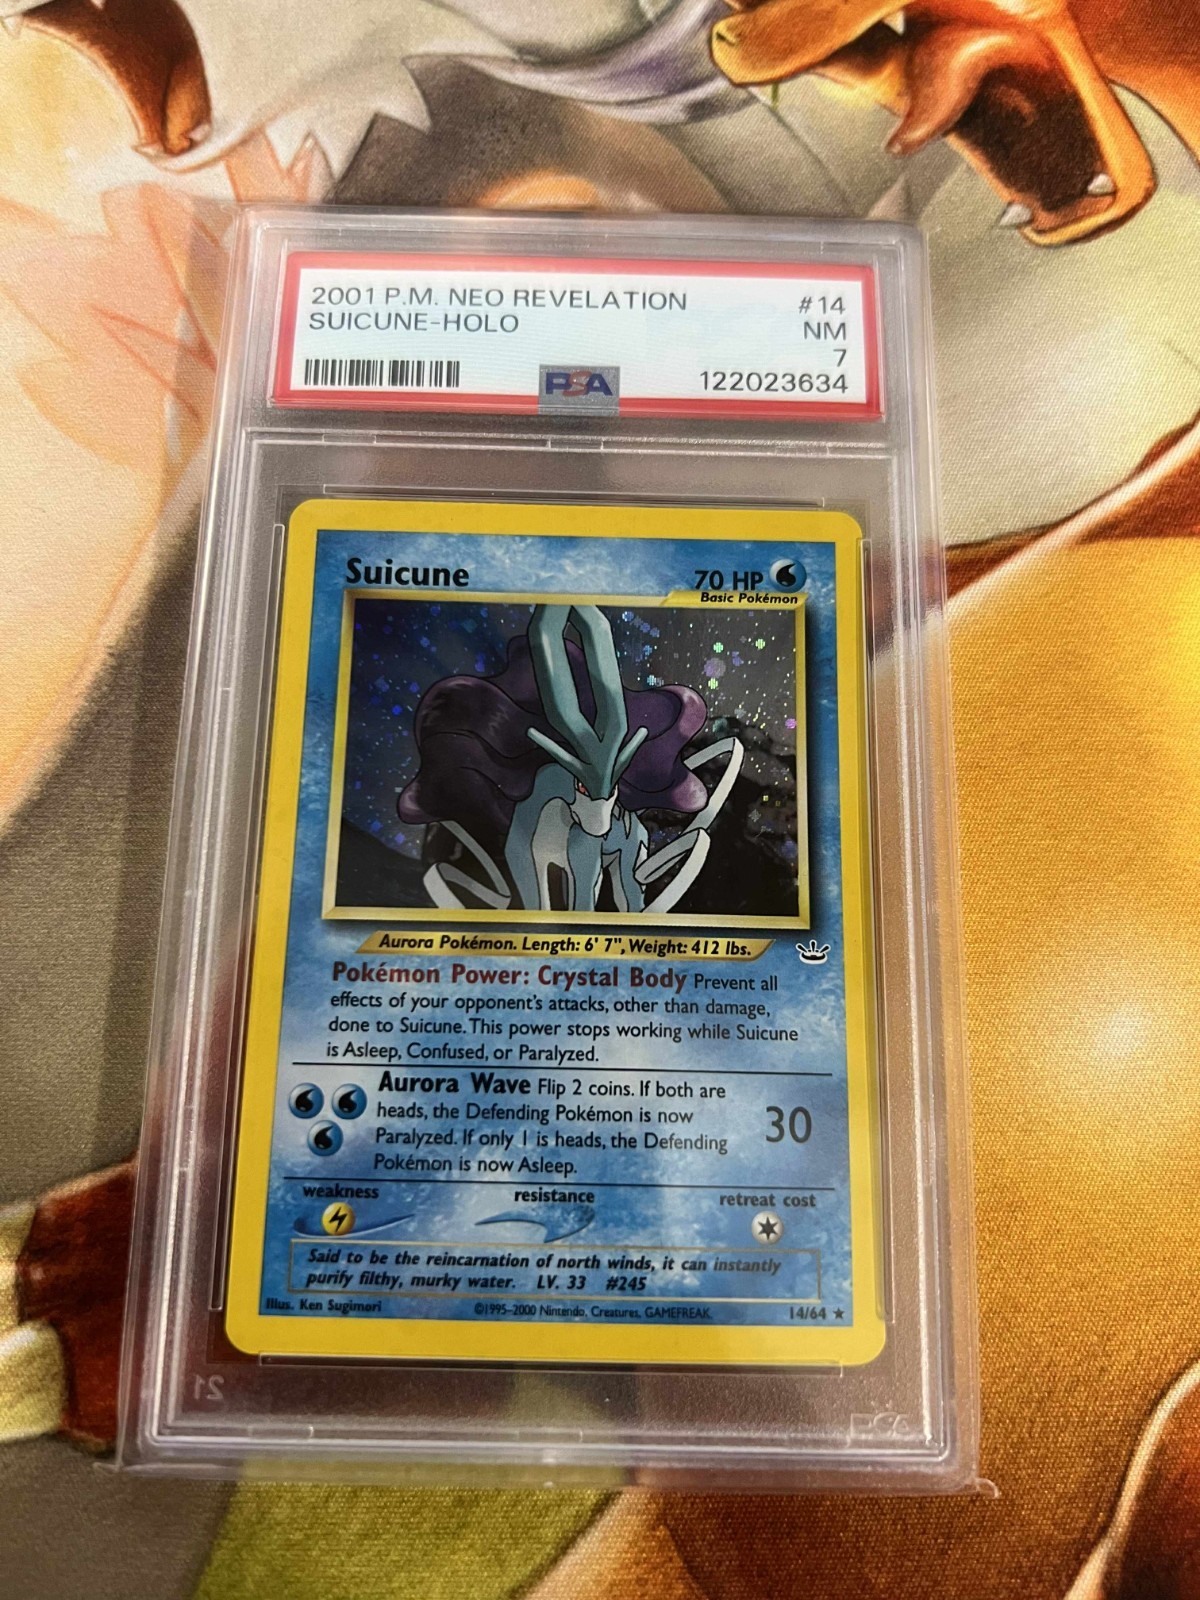 2001 P.M. NEO REVELATION #14
SUICUNE-HOLO NM
7
PSA 122023634
Suicune 70 HP
Basic Pokémon
Aurora Pokémon. Length: 6' 7", Weight: 412 lbs.
Pokémon Power: Crystal Body Prevent all
effects of your opponent's attacks, other than damage,
done to Suicune. This power stops working while Suicune
is Asleep, Confused, or Paralyzed.
Aurora Wave Flip 2 coins. If both are
heads, the Defending Pokémon is now
Paralyzed. If only 1 is heads, the Defending
Pokémon is now Asleep.
30
weakness resistance retreat cost
Said to be the reincarnation of north winds, it can instantly
purify filthy, murky water. LV. 33 #245
Illus. Ken Sugimori ©1995-2000 Nintendo, Creatures, GAMEFREAK. 14/64 ★
21